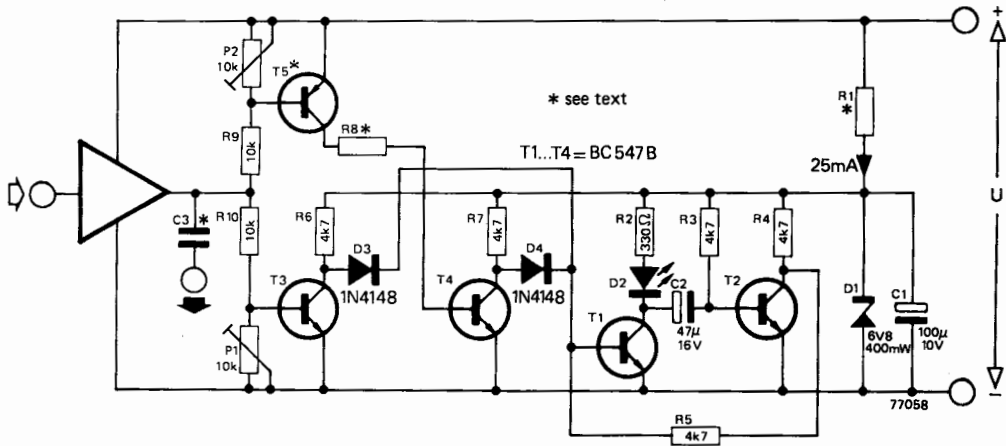 +
P2
10k
T5*
R1
*
* see text
R8*
R9
10k
T1...T4 = BC547B
25mA
U
C3 *
R10
10k
R6
4k7
R7
4k7
R2
330Ω
R3
4k7
R4
4k7
D3
1N4148
D4
1N4148
T3
T4
D2
C2
47μ
16V
T2
T1
D1
6V8
400mW
C1
100μ
10V
P1
10k
77058
–
R5
4k7